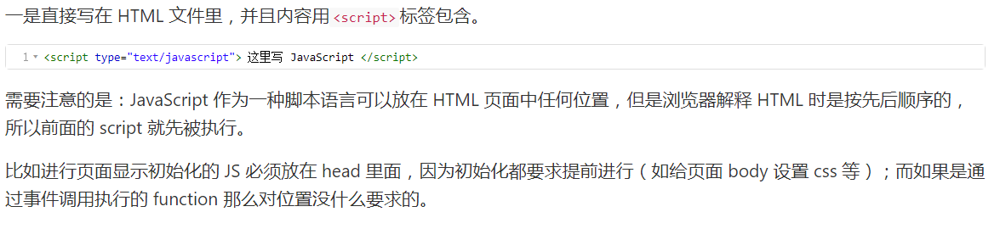 一是直接写在 HTML 文件里，并且内容用<script>标签包含。
1 <script type="text/javascript"> 这里写 JavaScript </script>
需要注意的是：JavaScript 作为一种脚本语言可以放在 HTML 页面中任何位置，但是浏览器解释 HTML 时是按先后顺序的，
所以前面的 script 就先被执行。
比如进行页面显示初始化的 JS 必须放在 head 里面，因为初始化都要求提前进行（如给页面 body 设置 css 等）；而如果是通
过事件调用执行的 function 那么对位置没什么要求的。